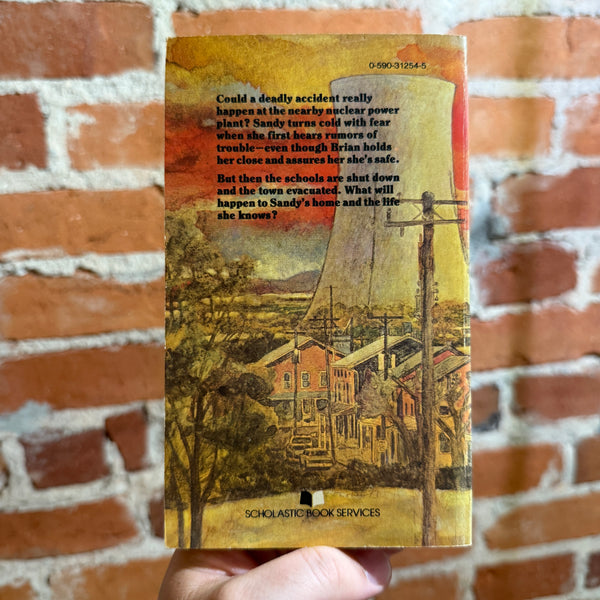 0-590-31254-5
Could a deadly accident really
happen at the nearby nuclear power
plant? Sandy turns cold with fear
when she first hears rumors of
trouble—even though Brian holds
her close and assures her she's safe.
But then the schools are shut down
and the town evacuated. What will
happen to Sandy's home and the life
she knows?
SCHOLASTIC BOOK SERVICES